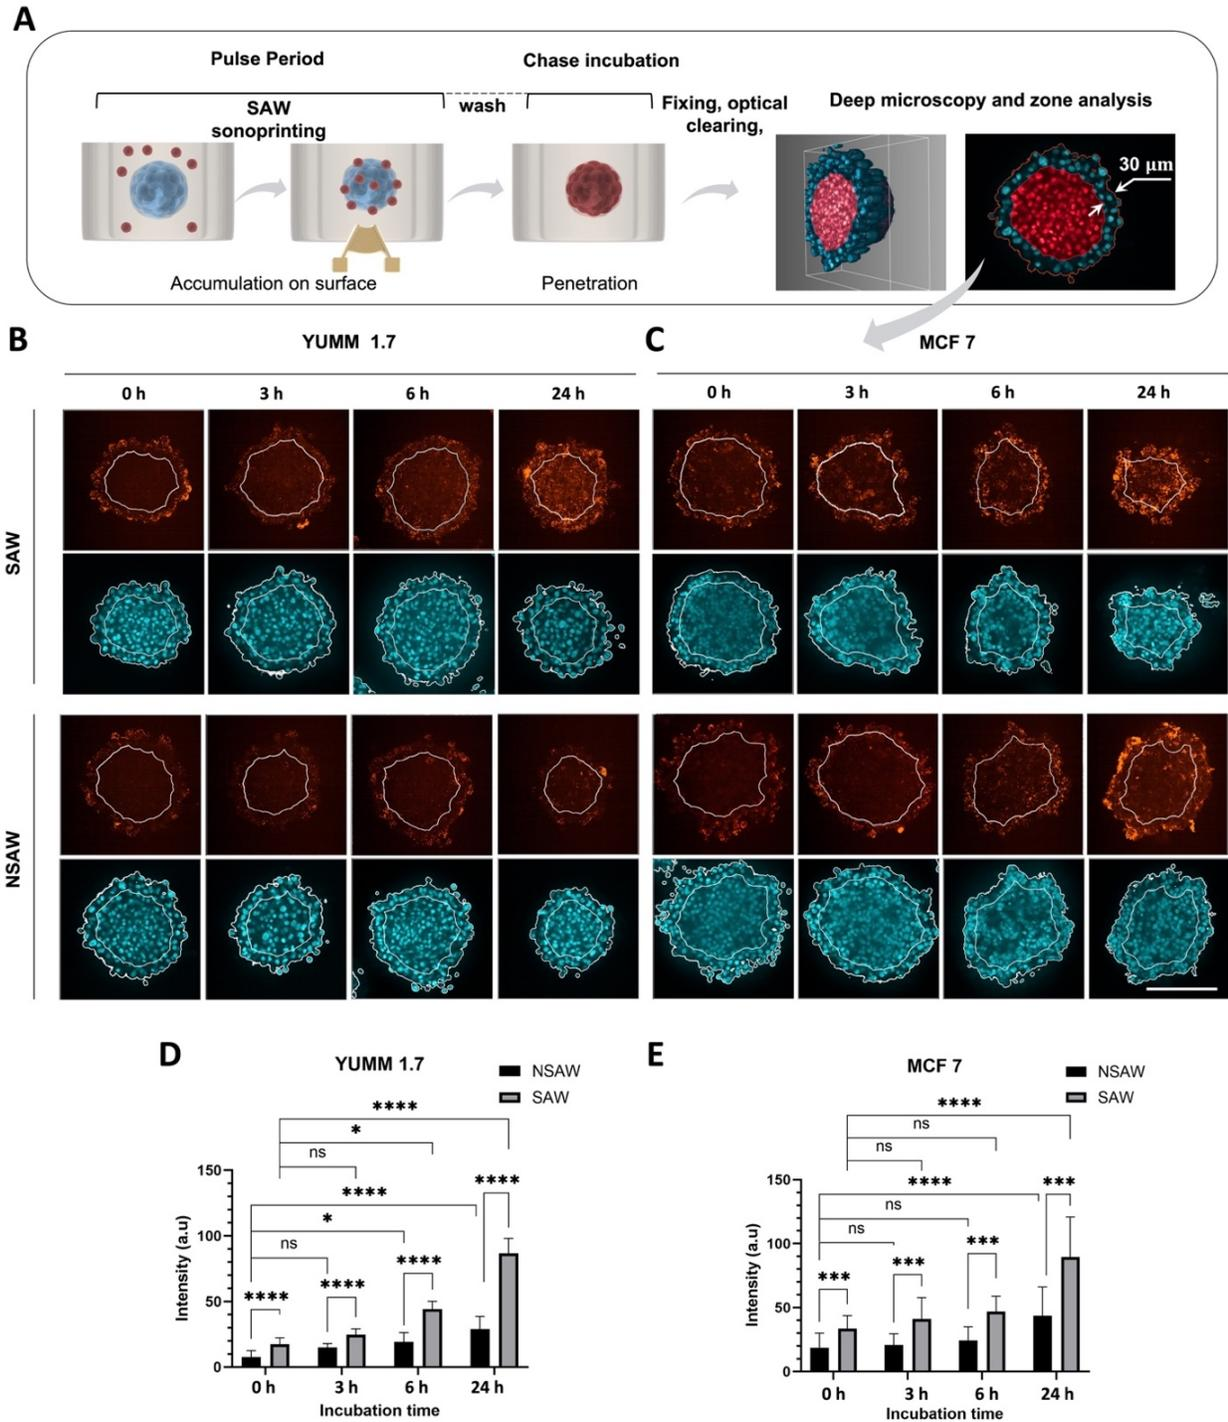 A
Pulse Period
Chase incubation
SAW
sonoprinting
wash
Fixing, optical
clearing,
Deep microscopy and zone analysis
30 µm
Accumulation on surface
Penetration
B
YUMM 1.7
0 h 3 h 6 h 24 h
C
MCF 7
0 h 3 h 6 h 24 h
SAW
NSAW
D
YUMM 1.7
NSAW
SAW
****
*
ns
****
*
ns
****
****
****
****
150
100
50
0
Intensity (a.u)
0 h 3 h 6 h 24 h
Incubation time
E
MCF 7
NSAW
SAW
****
ns
ns
****
ns
ns
***
***
***
***
150
100
50
0
Intensity (a.u)
0 h 3 h 6 h 24 h
Incubation time